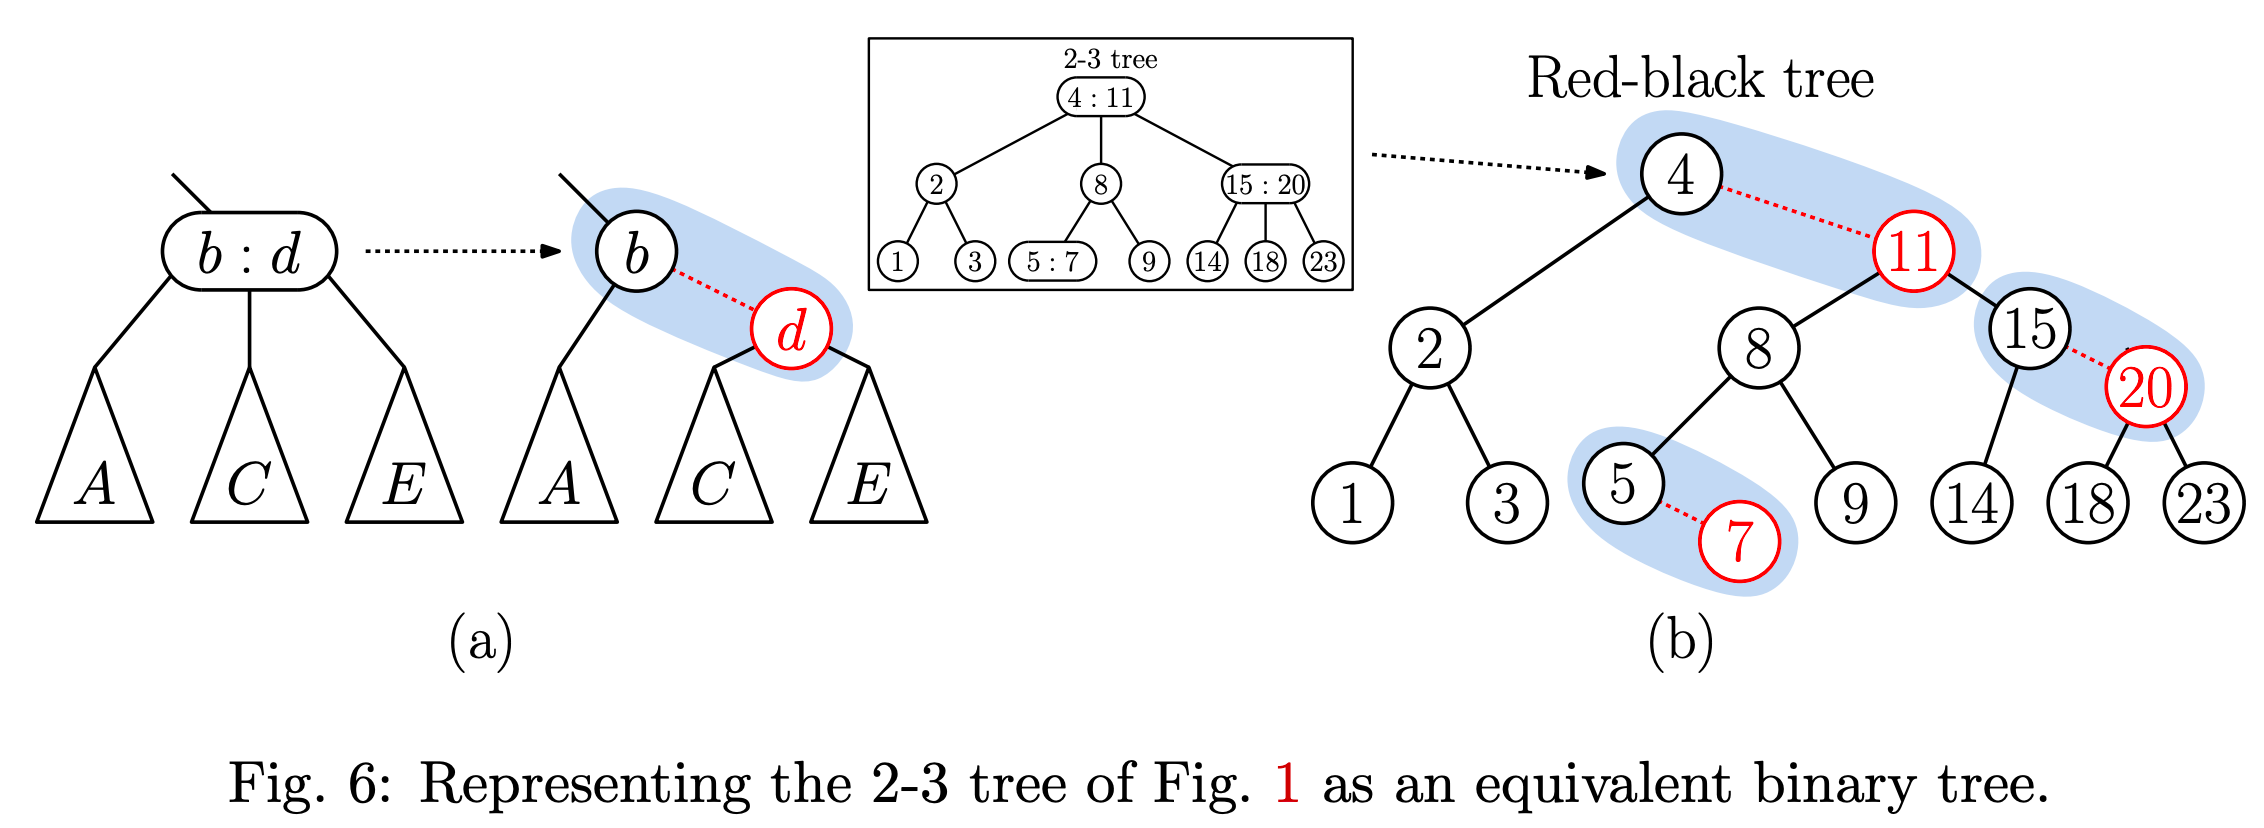 2-3 tree
4 : 11
2
8
15 : 20
1
3
5 : 7
9
14
18
23
b : d
A
C
E
b
d
A
C
E
(a)
Red-black tree
4
11
2
8
15
20
1
3
5
7
9
14
18
23
(b)
Fig. 6: Representing the 2-3 tree of Fig. 1 as an equivalent binary tree.